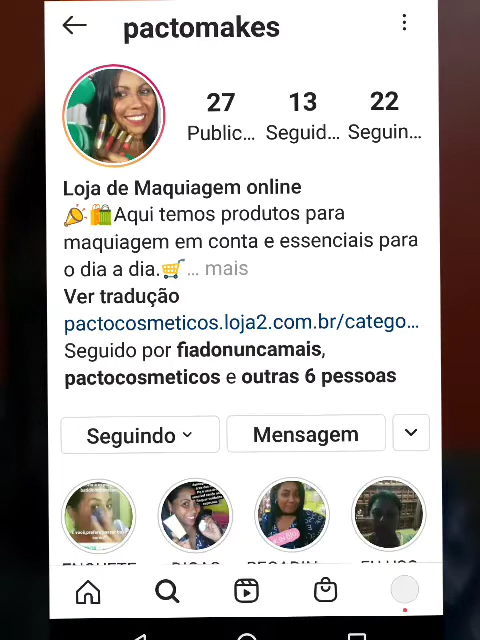 pactomakes
27 13 22
Public... Seguid... Seguin...
Loja de Maquiagem online
🎉🛍️Aqui temos produtos para
maquiagem em conta e essenciais para
o dia a dia.🛒... mais
Ver tradução
pactocosmeticos.loja2.com.br/catego...
Seguido por fiadonuncamais,
pactocosmeticos e outras 6 pessoas
Seguindo
Mensagem